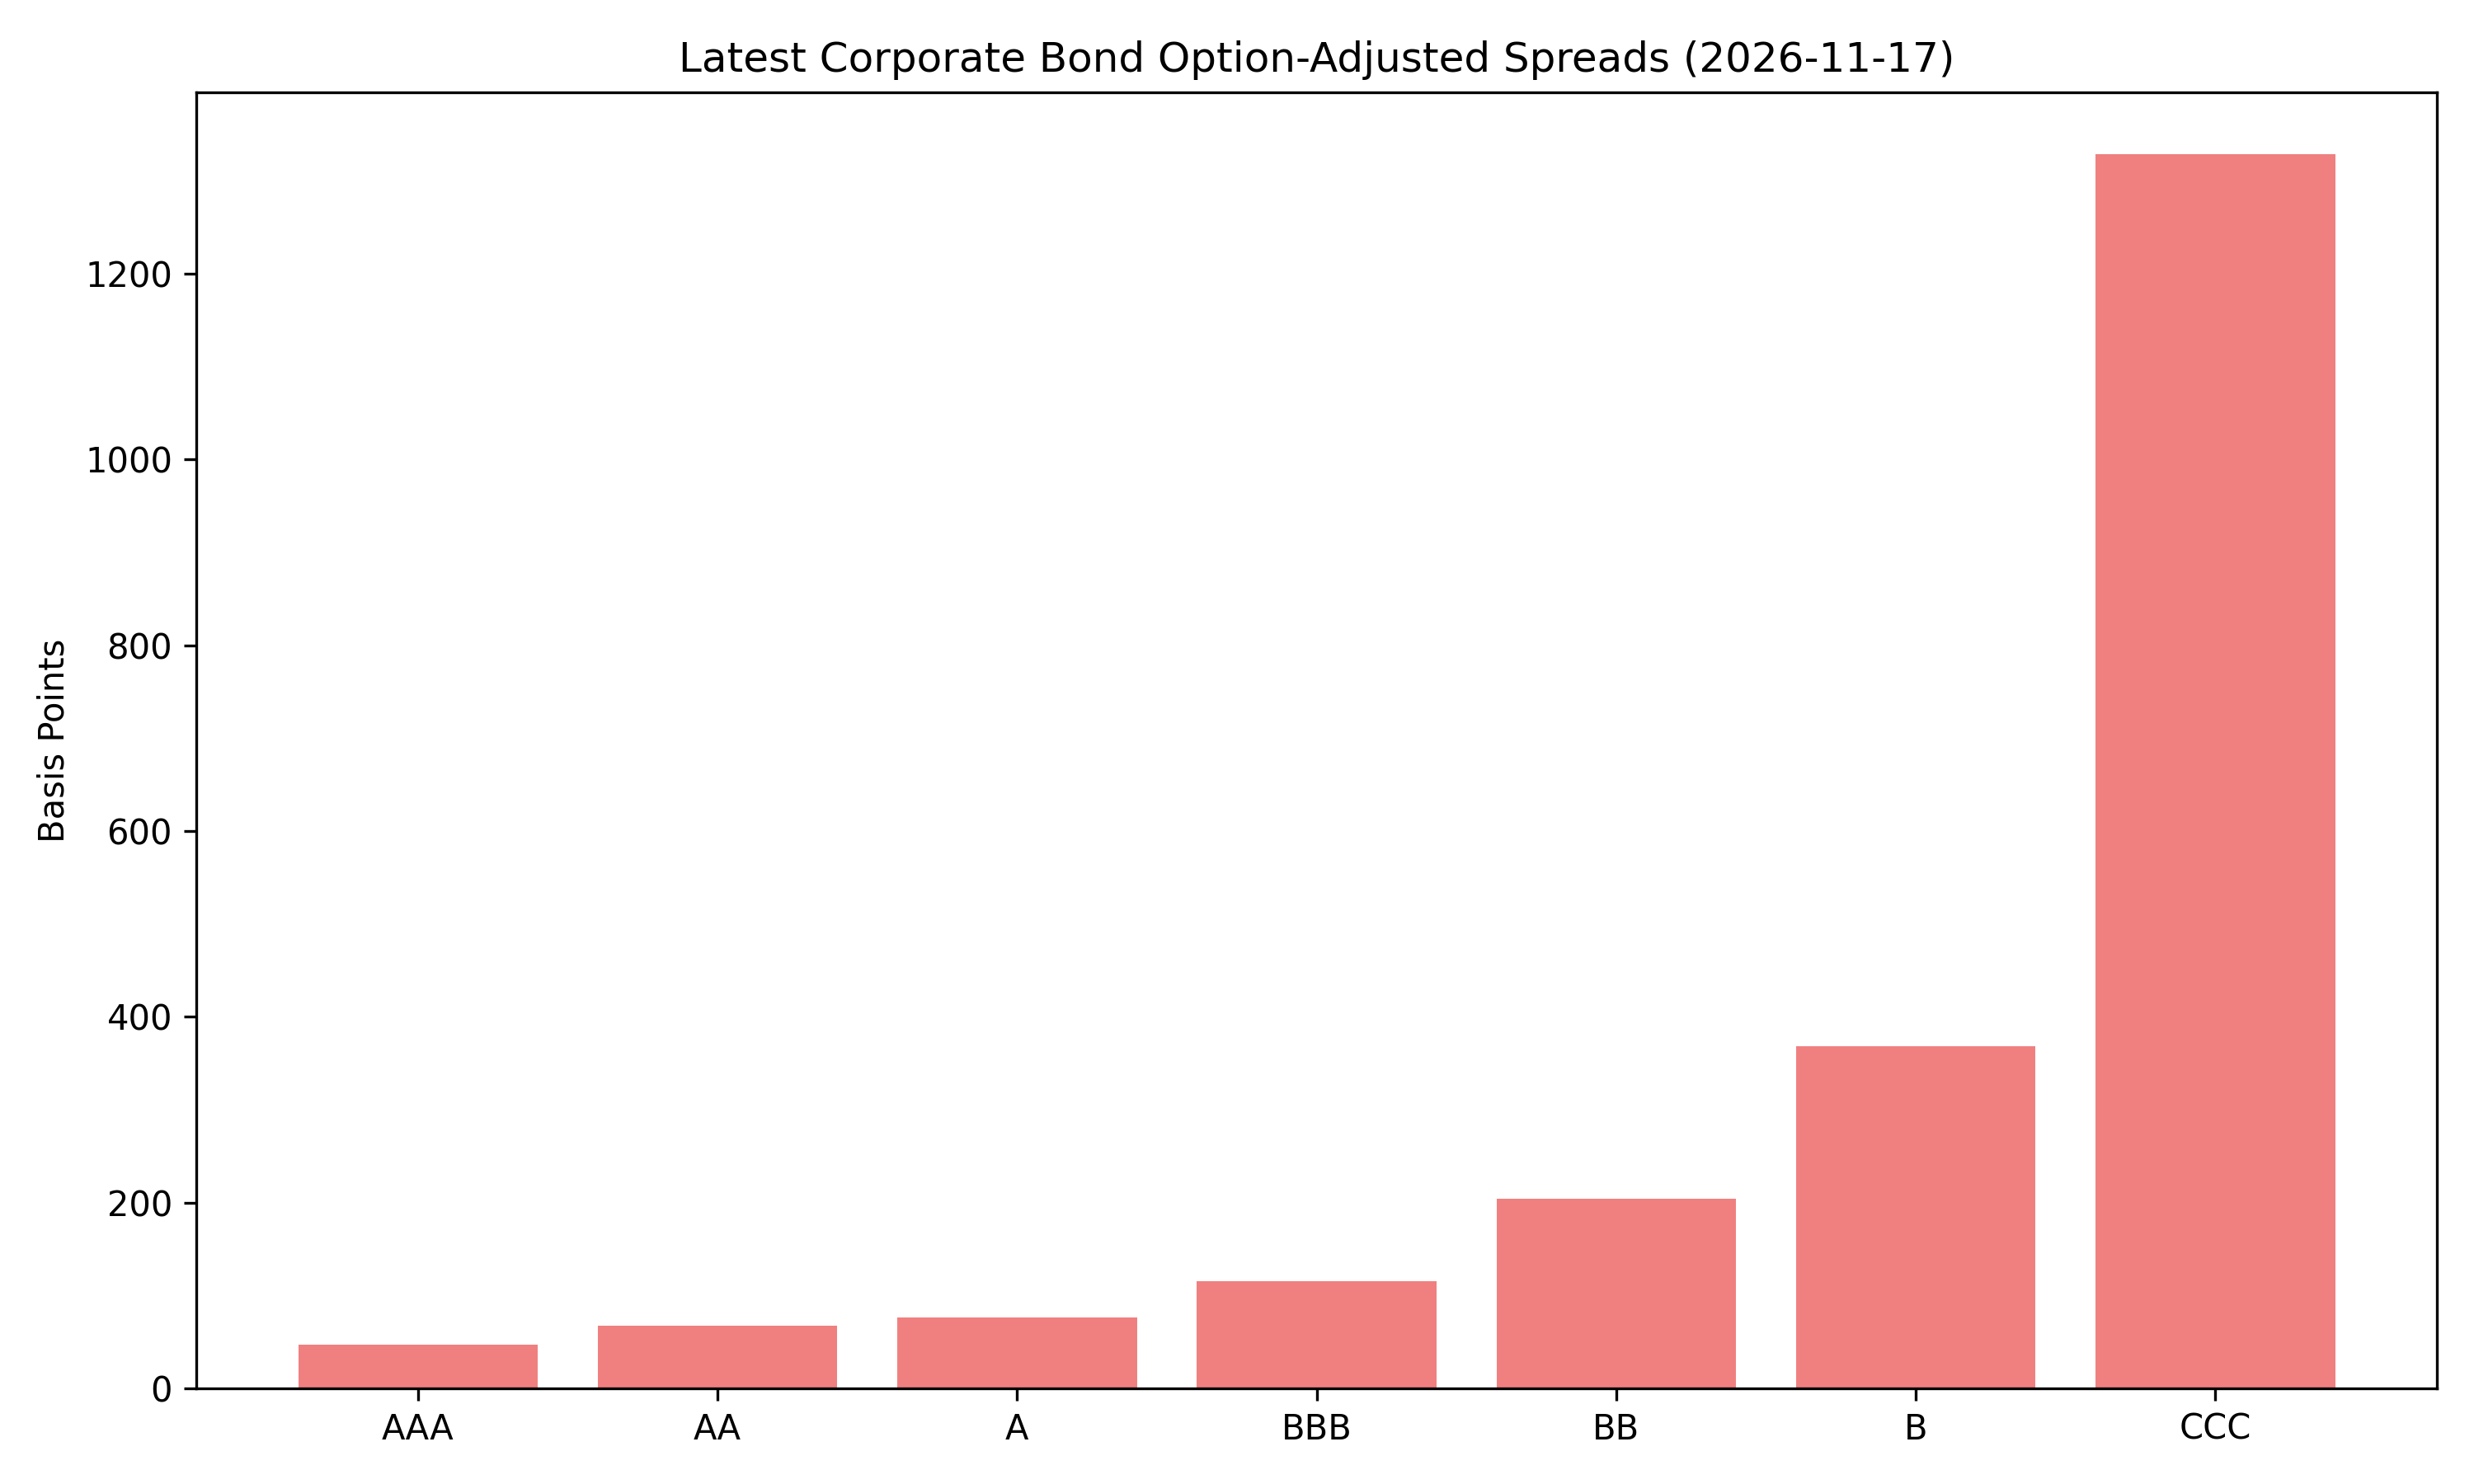 Latest Corporate Bond Option-Adjusted Spreads (2026-11-17)
Basis Points
1200
1000
800
600
400
200
0
AAA AA A BBB BB B CCC